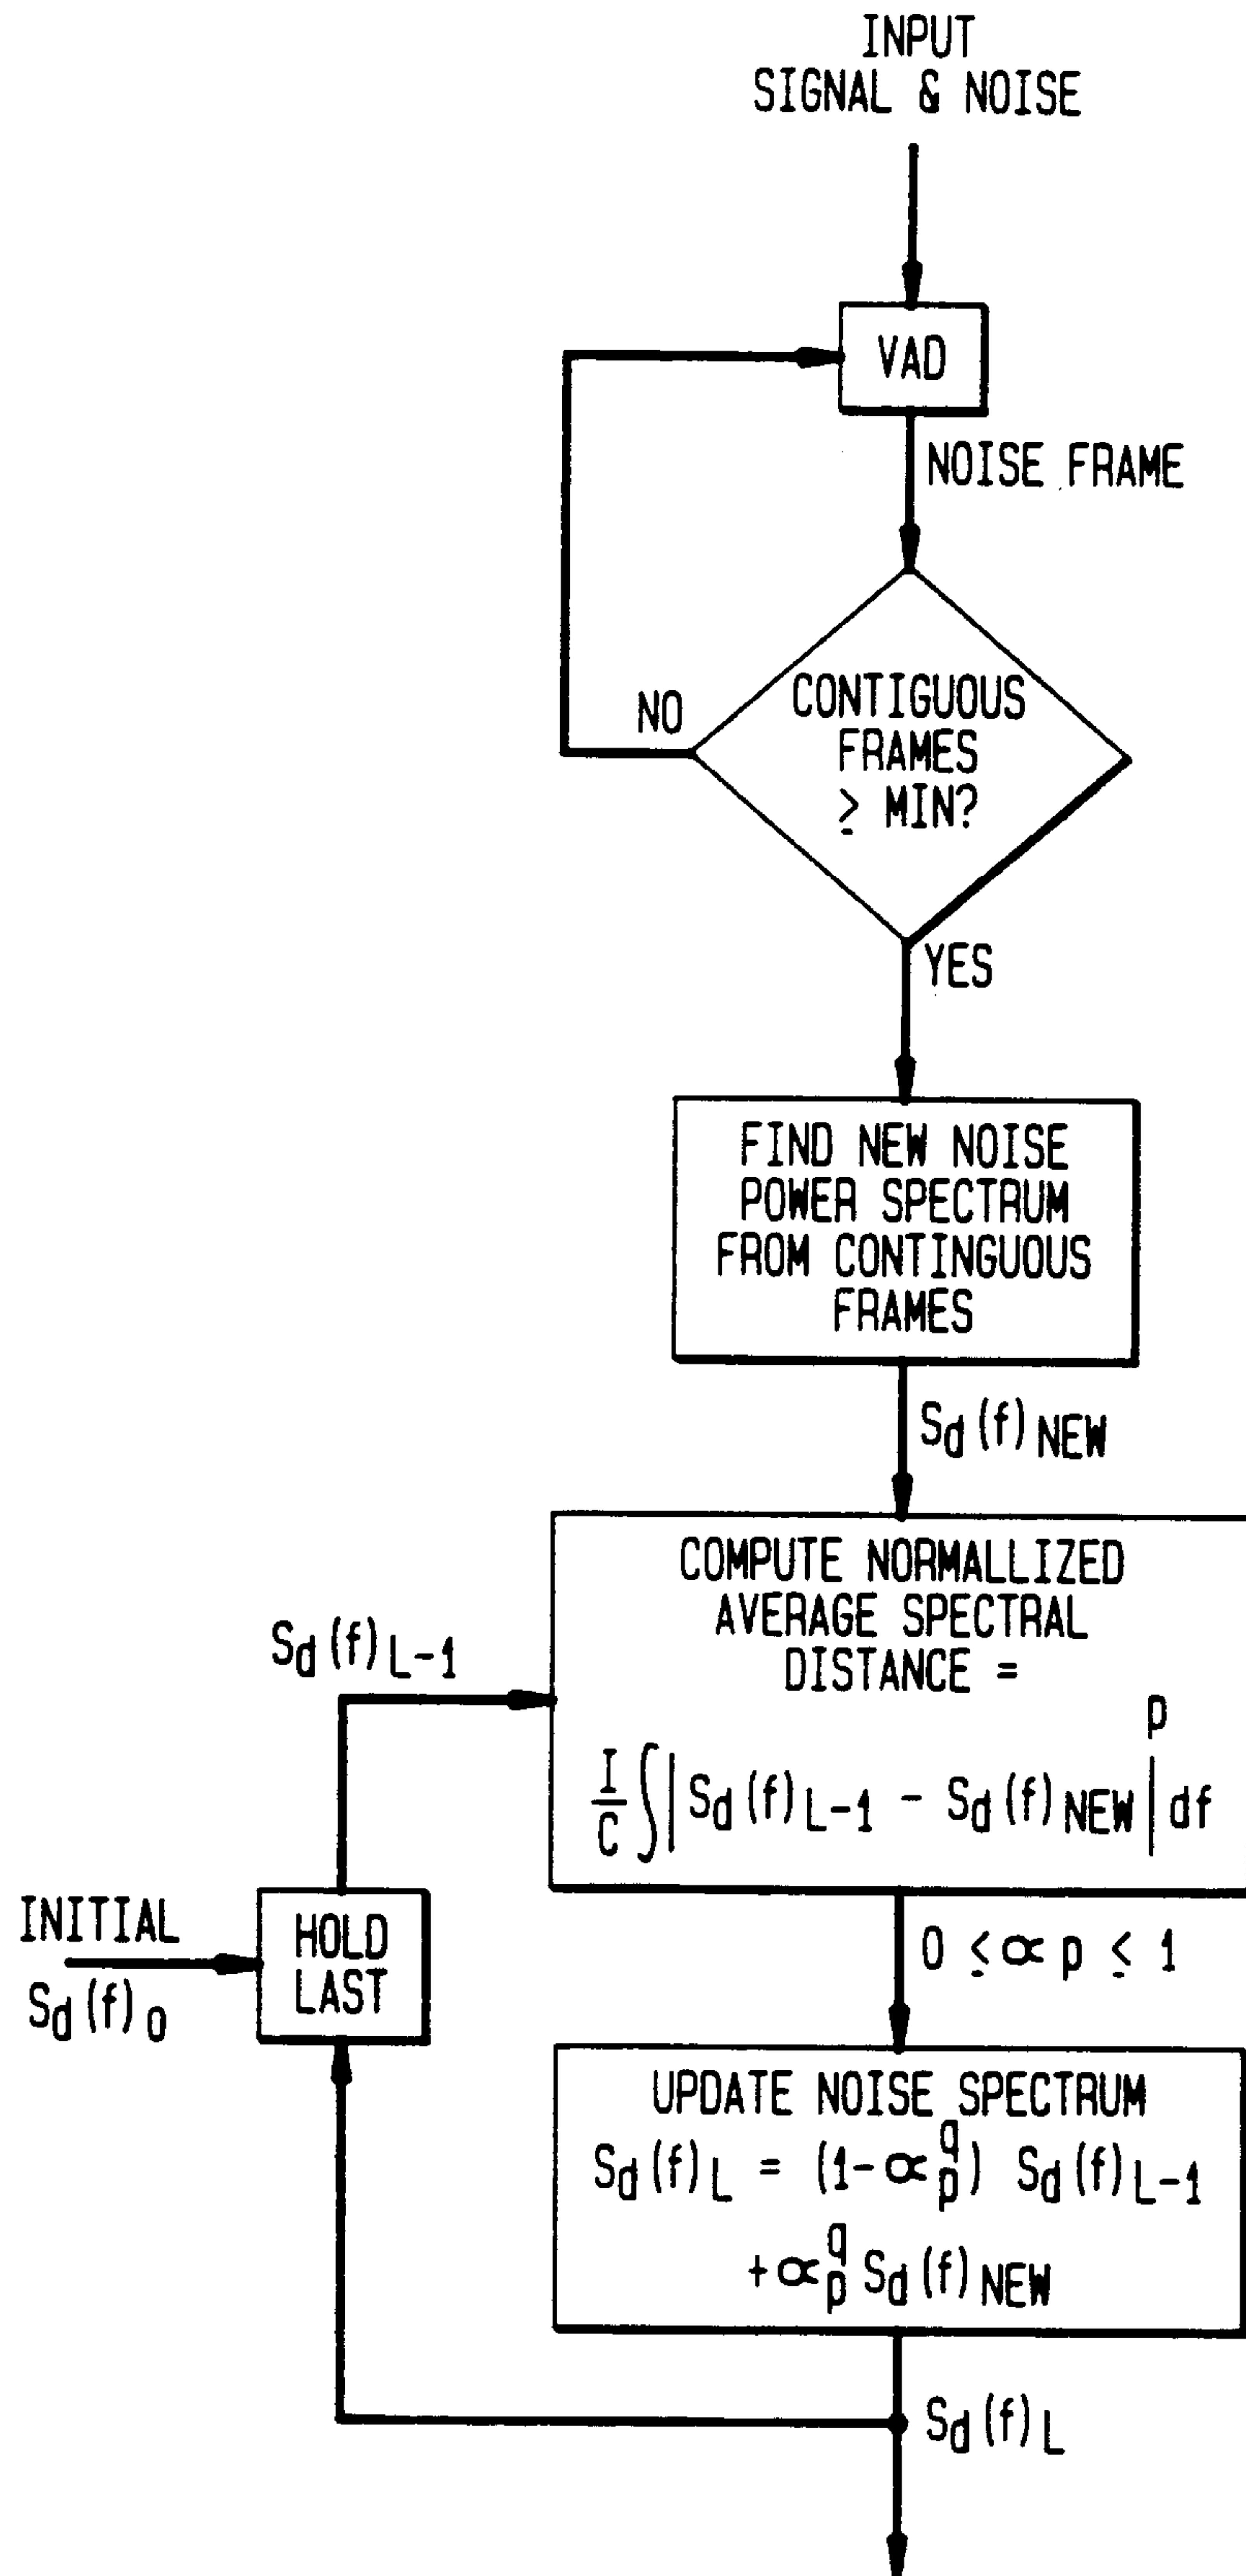 INPUT
SIGNAL & NOISE
VAD
NOISE FRAME
NO
CONTIGUOUS
FRAMES
≥ MIN?
YES
FIND NEW NOISE
POWER SPECTRUM
FROM CONTINGUOUS
FRAMES
Sd(f)NEW
COMPUTE NORMALLIZED
AVERAGE SPECTRAL
DISTANCE =
I/C ∫|Sd(f)L-1 - Sd(f)NEW|^p df
Sd(f)L-1
INITIAL
Sd(f)0
HOLD
LAST
0 ≤ ∝p ≤ 1
UPDATE NOISE SPECTRUM
Sd(f)L = (1-∝p^q) Sd(f)L-1
+∝p^q Sd(f)NEW
Sd(f)L